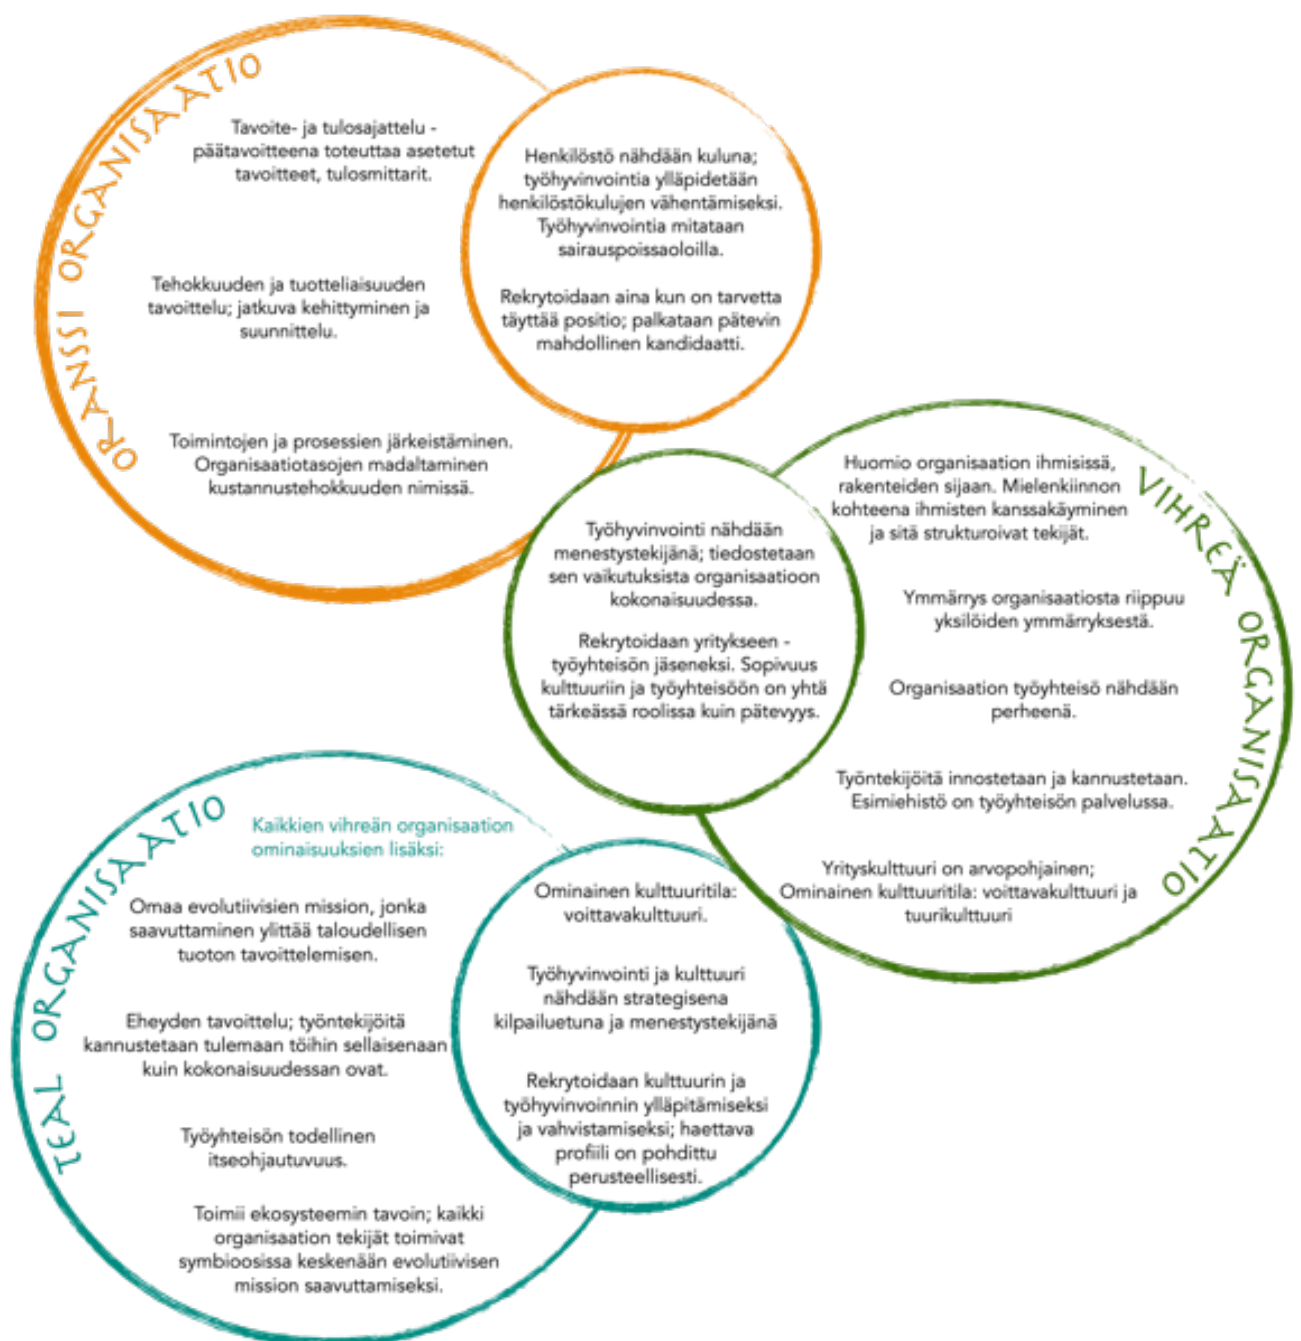 ORANSSI ORGANISAATIO
Tavoite- ja tulosajattelu -
päätavoitteena toteuttaa asetetut
tavoitteet, tulosmittarit.
Tehokkuuden ja tuotteliaisuuden
tavoittelu; jatkuva kehittyminen ja
suunnittelu.
Toimintojen ja prosessien järkeistäminen.
Organisaatiotasojen madaltaminen
kustannustehokkuuden nimissä.
Henkilöstö nähdään kuluna;
työhyvinvointia ylläpidetään
henkilöstökulujen vähentämiseksi.
Työhyvinvointia mitataan
sairauspoissaoloilla.
Rekrytoidaan aina kun on tarvetta
täyttää positio; palkataan pätevin
mahdollinen kandidaatti.
VIHREÄ ORGANISAATIO
Huomio organisaation ihmisissä,
rakenteiden sijaan. Mielenkiinnon
kohteena ihmisten kanssakäyminen
ja sitä strukturoivat tekijät.
Ymmärrys organisaatiosta riippuu
yksilöiden ymmärryksestä.
Organisaation työyhteisö nähdään
perheenä.
Työntekijöitä innostetaan ja kannustetaan.
Esimiehistö on työyhteisön palvelussa.
Yrityskulttuuri on arvopohjainen;
Ominainen kulttuuritila: voittavakulttuuri ja
tuurikulttuuri
Työhyvinvointi nähdään
menestystekijänä; tiedostetaan
sen vaikutuksista organisaatioon
kokonaisuudessa.
Rekrytoidaan yritykseen -
työyhteisön jäseneksi. Sopivuus
kulttuuriin ja työyhteisöön on yhtä
tärkeässä roolissa kuin pätevyys.
TEAL ORGANISAATIO
Kaikkien vihreän organisaation
ominaisuuksien lisäksi:
Omaa evolutiivisien mission, jonka
saavuttaminen ylittää taloudellisen
tuoton tavoittelemisen.
Eheyden tavoittelu; työntekijöitä
kannustetaan tulemaan töihin sellaisenaan
kuin kokonaisuudessan ovat.
Työyhteisön todellinen
itseohjautuvuus.
Toimii ekosysteemin tavoin; kaikki
organisaation tekijät toimivat
symbioosissa keskenään evolutiivisen
mission saavuttamiseksi.
Ominainen kulttuuritila:
voittavakulttuuri.
Työhyvinvointi ja kulttuuri
nähdään strategisena
kilpailuetuna ja menestystekijänä
Rekrytoidaan kulttuurin ja
työhyvinvoinnin ylläpitämiseksi
ja vahvistamiseksi; haettava
profiili on pohdittu
perusteellisesti.